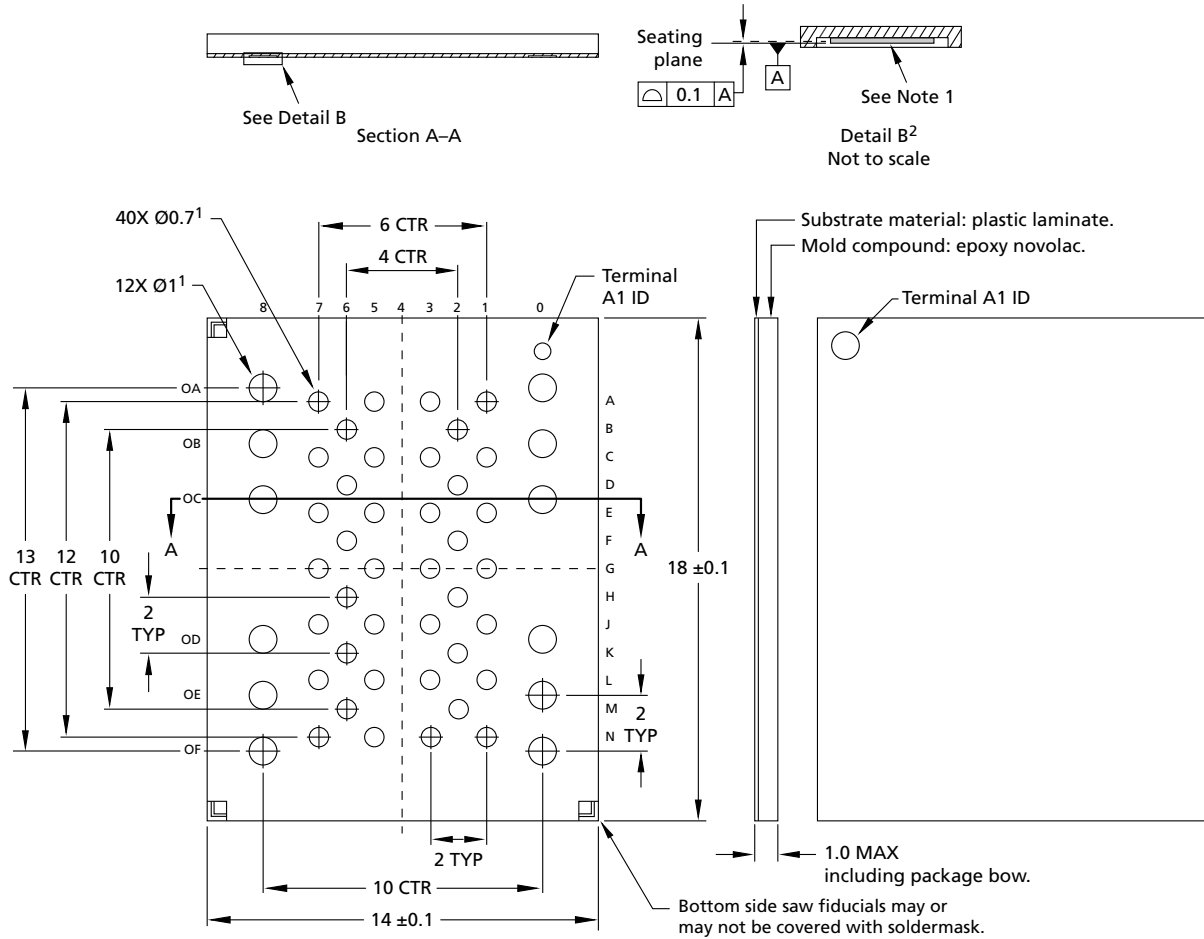 Seating
plane
0.1 A
A
See Note 1
See Detail B
Section A–A
Detail B2
Not to scale
40X Ø0.71
6 CTR
4 CTR
12X Ø11
Terminal
A1 ID
8 7 6 5 4 3 2 1 0
Substrate material: plastic laminate.
Mold compound: epoxy novolac.
Terminal A1 ID
OA
OB
OC
OD
OE
OF
A
B
C
D
E
F
G
H
J
K
L
M
N
A
A
13
CTR
12
CTR
10
CTR
2
TYP
18 ±0.1
2
TYP
2 TYP
10 CTR
14 ±0.1
1.0 MAX
including package bow.
Bottom side saw fiducials may or
may not be covered with soldermask.